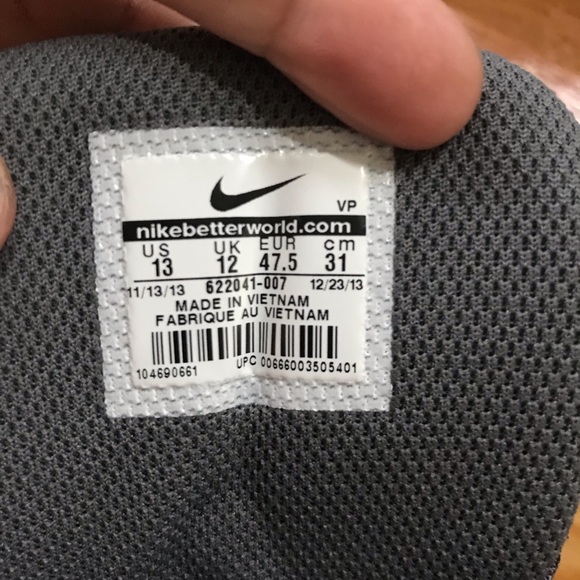 VP
nikebetterworld.com
US UK EUR cm
13 12 47.5 31
11/13/13 622041-007 12/23/13
MADE IN VIETNAM
FABRIQUE AU VIETNAM
104690661 UPC 00666003505401